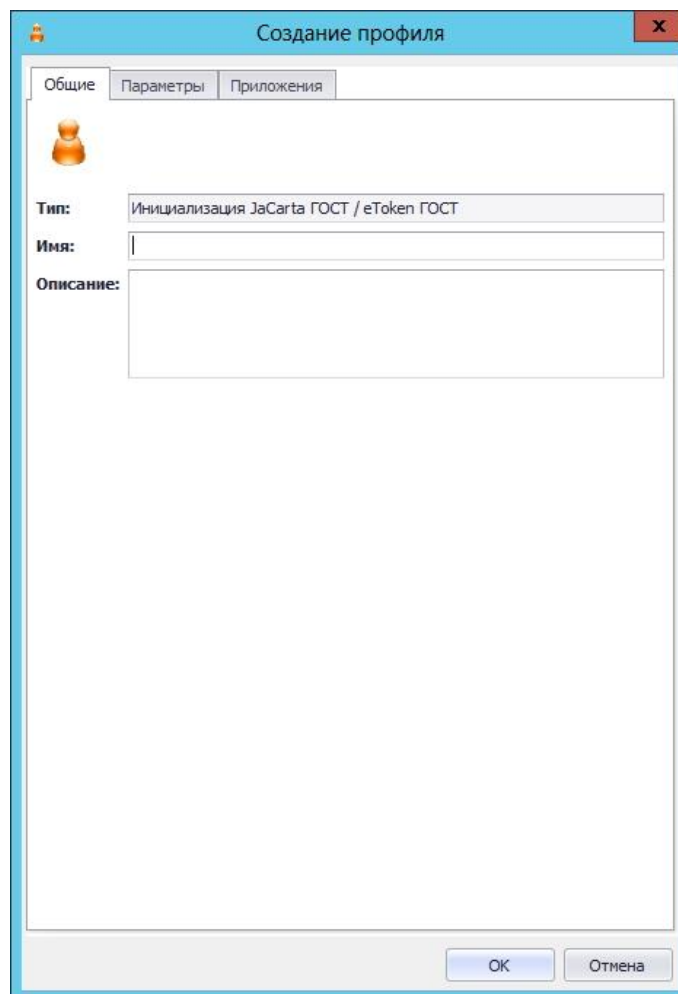 Создание профиля
x
Общие Параметры Приложения
Тип: Инициализация JaCarta ГОСТ / eToken ГОСТ
Имя:
Описание:
OK Отмена